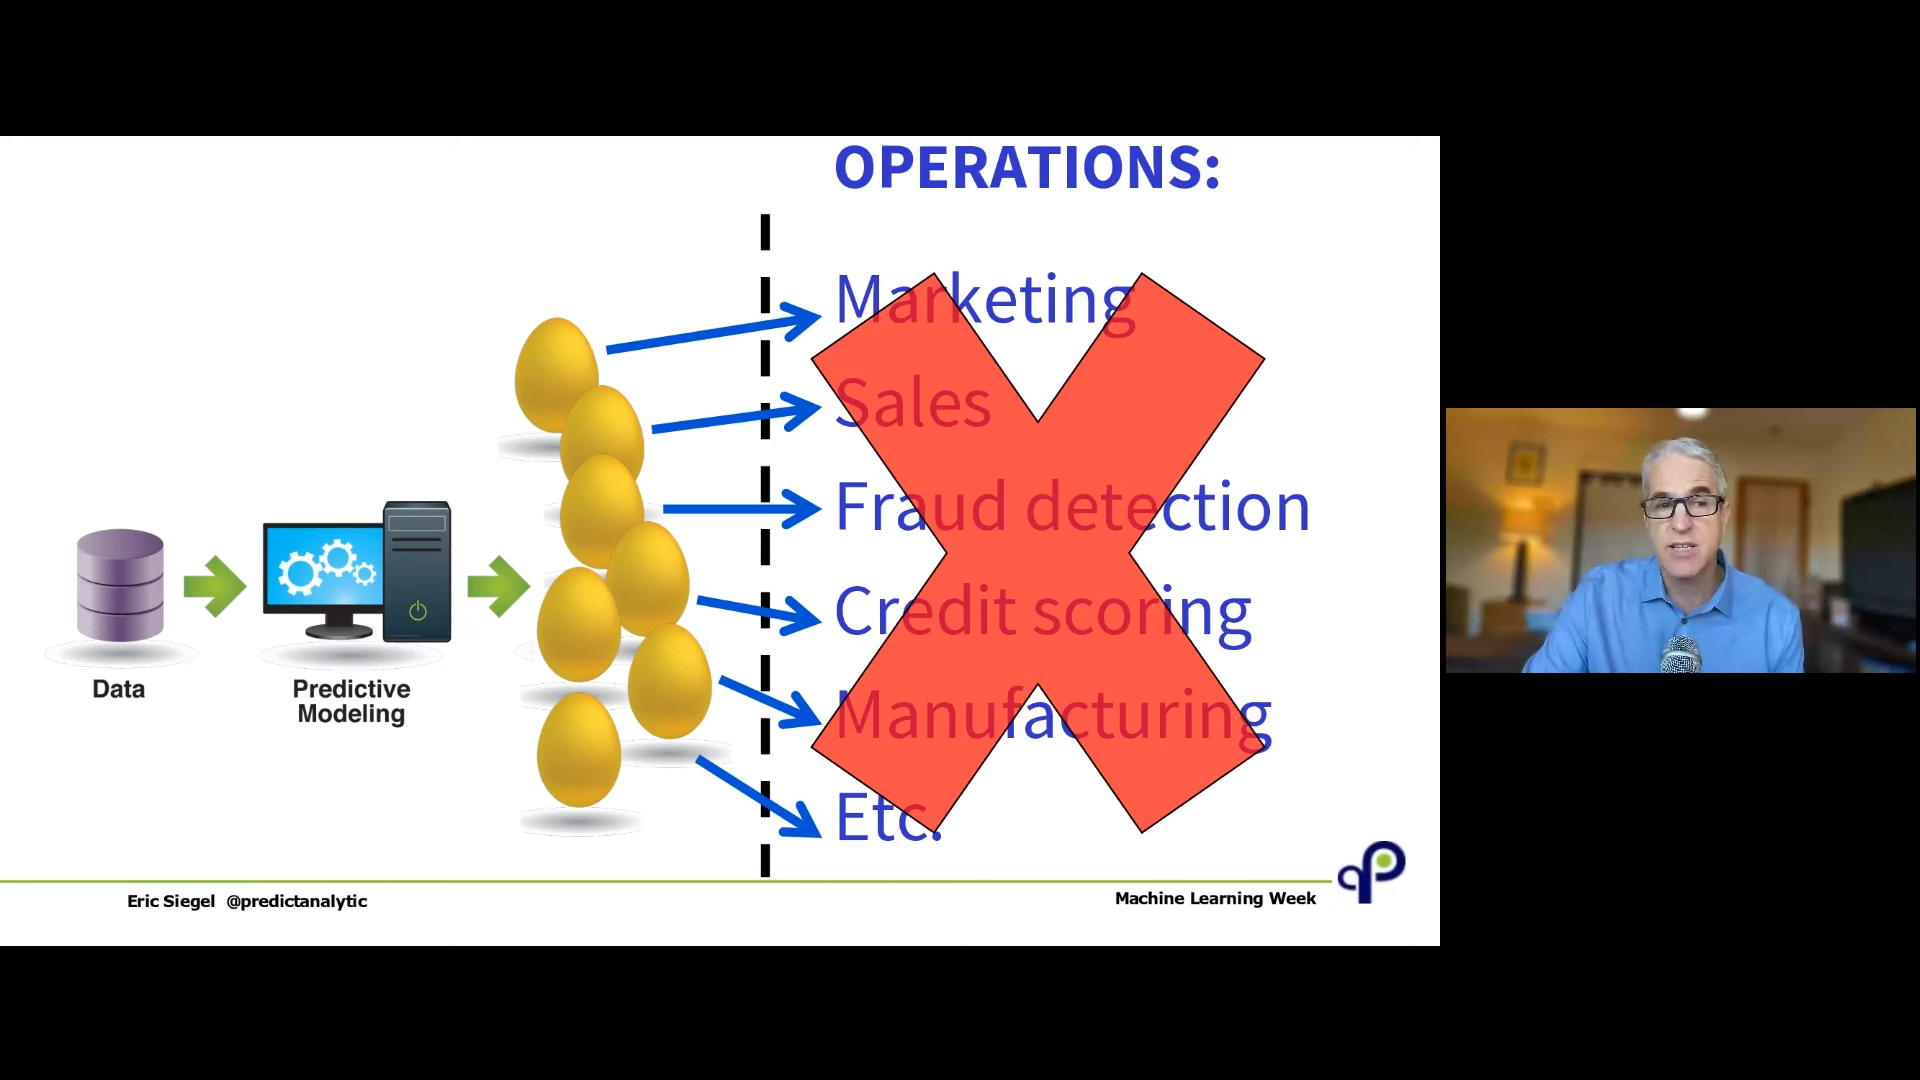 OPERATIONS:
Marketing
Sales
Fraud detection
Credit scoring
Manufacturing
Etc.
Data
Predictive
Modeling
Eric Siegel @predictanalytic
Machine Learning Week